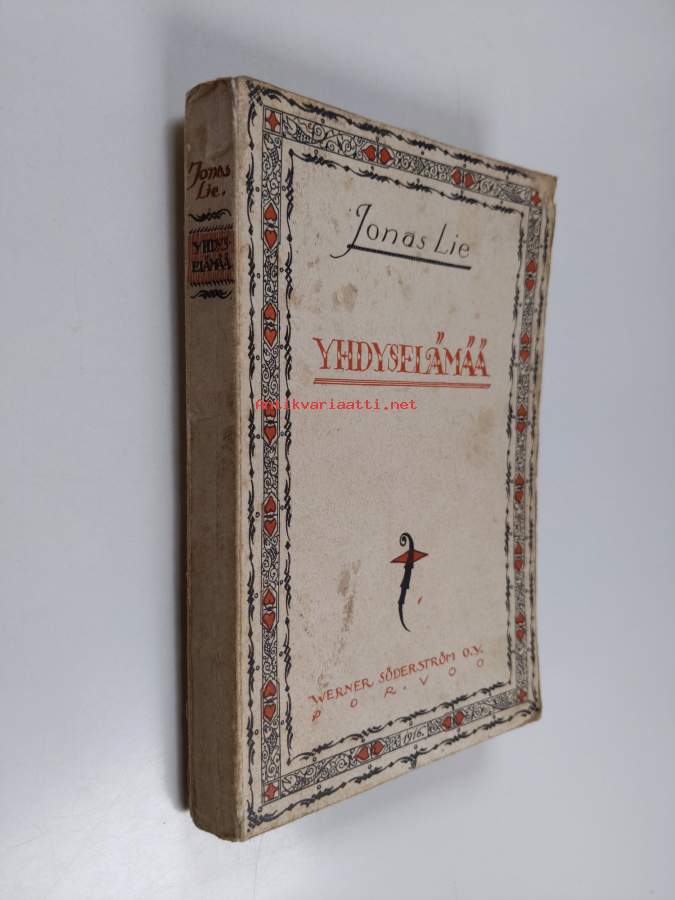 Jonas
Lie.
YHDYS-
ELÄMÄÄ
Jonas Lie
YHDYSELÄMÄÄ
antikvariaatti.net
WERNER SÖDERSTRÖM O.Y.
PORVOO
1916.